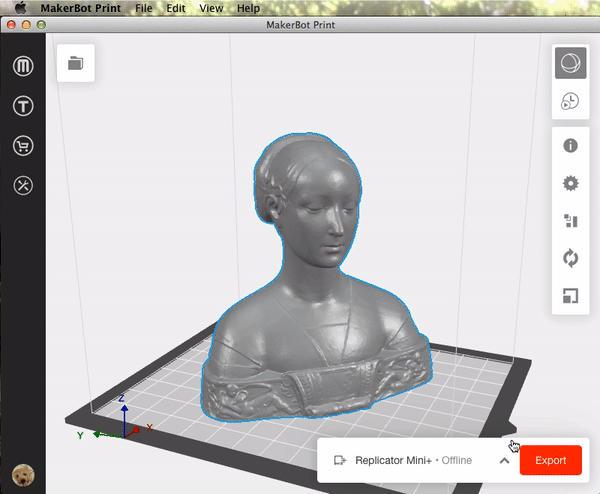 MakerBot Print File Edit View Help
MakerBot Print
M
T
Z
Y X
Replicator Mini+ • Offline Export